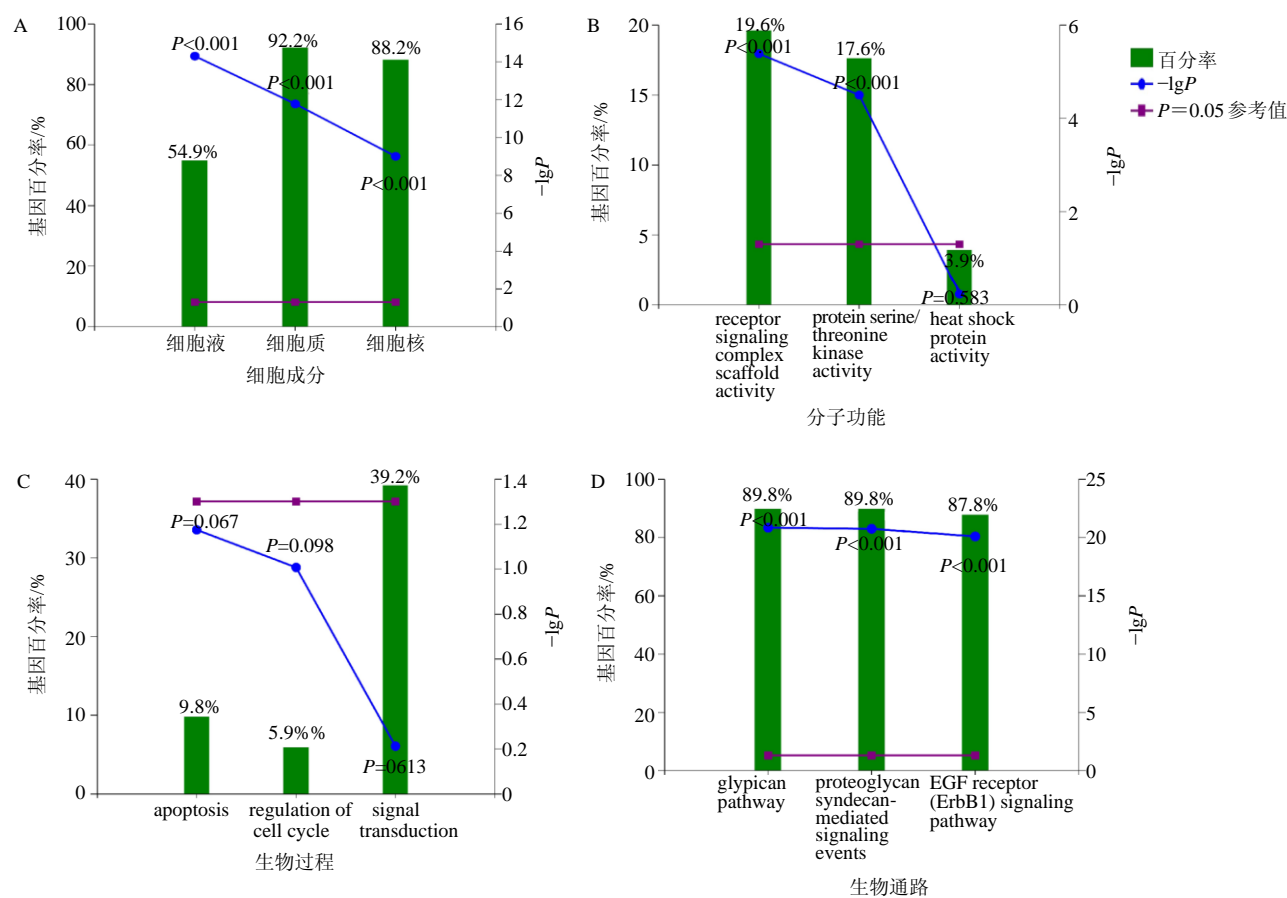 A
基因百分率/%
100
80
60
40
20
0
P<0.001
92.2%
88.2%
P<0.001
54.9%
P<0.001
16
14
12
10
8
6
4
2
0
−lgP
细胞液
细胞质
细胞核
细胞成分
B
基因百分率/%
20
15
10
5
0
19.6%
P<0.001
17.6%
P<0.001
3.9%
P=0.583
6
4
2
0
−lgP
receptor
signaling
complex
scaffold
activity
protein serine/
threonine
kinase
activity
heat shock
protein
activity
分子功能
百分率
−lgP
P=0.05 参考值
C
基因百分率/%
40
30
20
10
0
39.2%
P=0.067
P=0.098
9.8%
5.9%%
P=0613
1.4
1.2
1.0
0.8
0.6
0.4
0.2
0
−lgP
apoptosis
regulation of
cell cycle
signal
transduction
生物过程
D
基因百分率/%
100
80
60
40
20
0
89.8%
89.8%
87.8%
P<0.001
P<0.001
P<0.001
25
20
15
10
5
0
−lgP
glypican
pathway
proteoglycan
syndecan-
mediated
signaling
events
EGF receptor
(ErbB1) signaling
pathway
生物通路